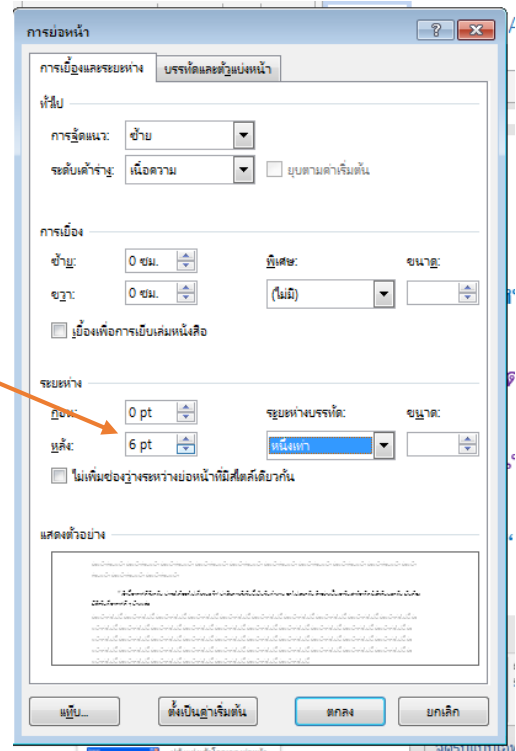 การย่อหน้า
การเยื้องและระยะห่าง บรรทัดและตัวแบ่งหน้า
ทั่วไป
การจัดแนว: ซ้าย
ระดับเค้าร่าง: เนื้อความ ยุบตามค่าเริ่มต้น
การเยื้อง
ซ้าย: 0 ซม. พิเศษ: ขนาด:
ขวา: 0 ซม. (ไม่มี)
เยื้องเพื่อการเย็บเล่มหนังสือ
ระยะห่าง
ก่อน: 0 pt ระยะห่างบรรทัด: ขนาด:
หลัง: 6 pt หนึ่งเท่า
ไม่เพิ่มช่องว่างระหว่างย่อหน้าที่มีสไตล์เดียวกัน
แสดงตัวอย่าง
แท็บ... ตั้งเป็นค่าเริ่มต้น ตกลง ยกเลิก